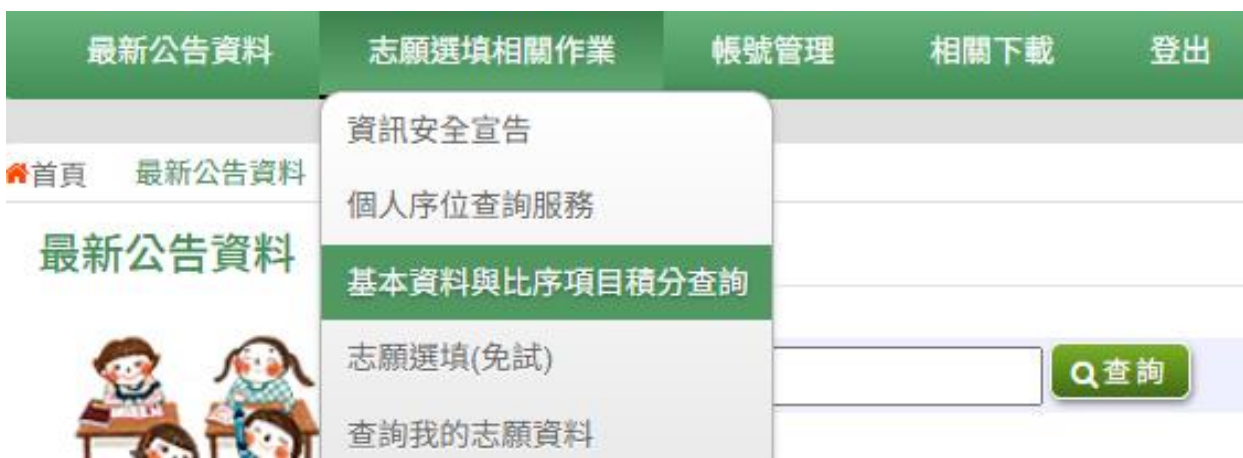 最新公告資料 志願選填相關作業 帳號管理 相關下載 登出
資訊安全宣告
首頁 最新公告資料
個人序位查詢服務
最新公告資料
基本資料與比序項目積分查詢
志願選填(免試)
查詢
查詢我的志願資料